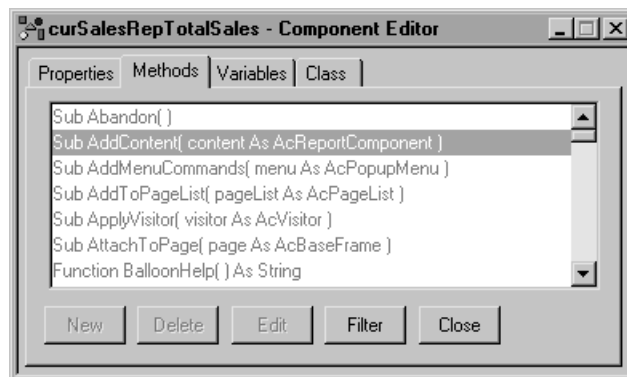 curSalesRepTotalSales - Component Editor
Properties Methods Variables Class
Sub Abandon( )
Sub AddContent( content As AcReportComponent )
Sub AddMenuCommands( menu As AcPopupMenu )
Sub AddToPageList( pageList As AcPageList )
Sub ApplyVisitor( visitor As AcVisitor )
Sub AttachToPage( page As AcBaseFrame )
Function BalloonHelp( ) As String
New Delete Edit Filter Close